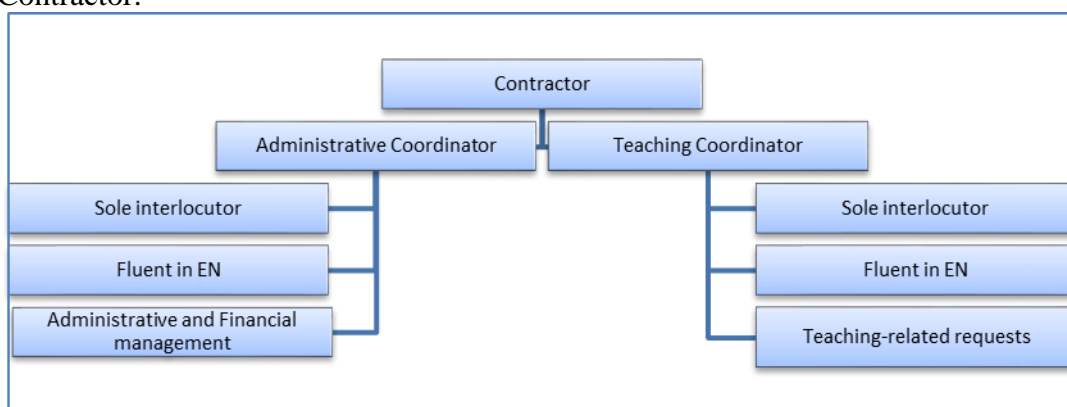 Contractor.
Contractor
Administrative Coordinator
Teaching Coordinator
Sole interlocutor
Sole interlocutor
Fluent in EN
Fluent in EN
Administrative and Financial
management
Teaching-related requests